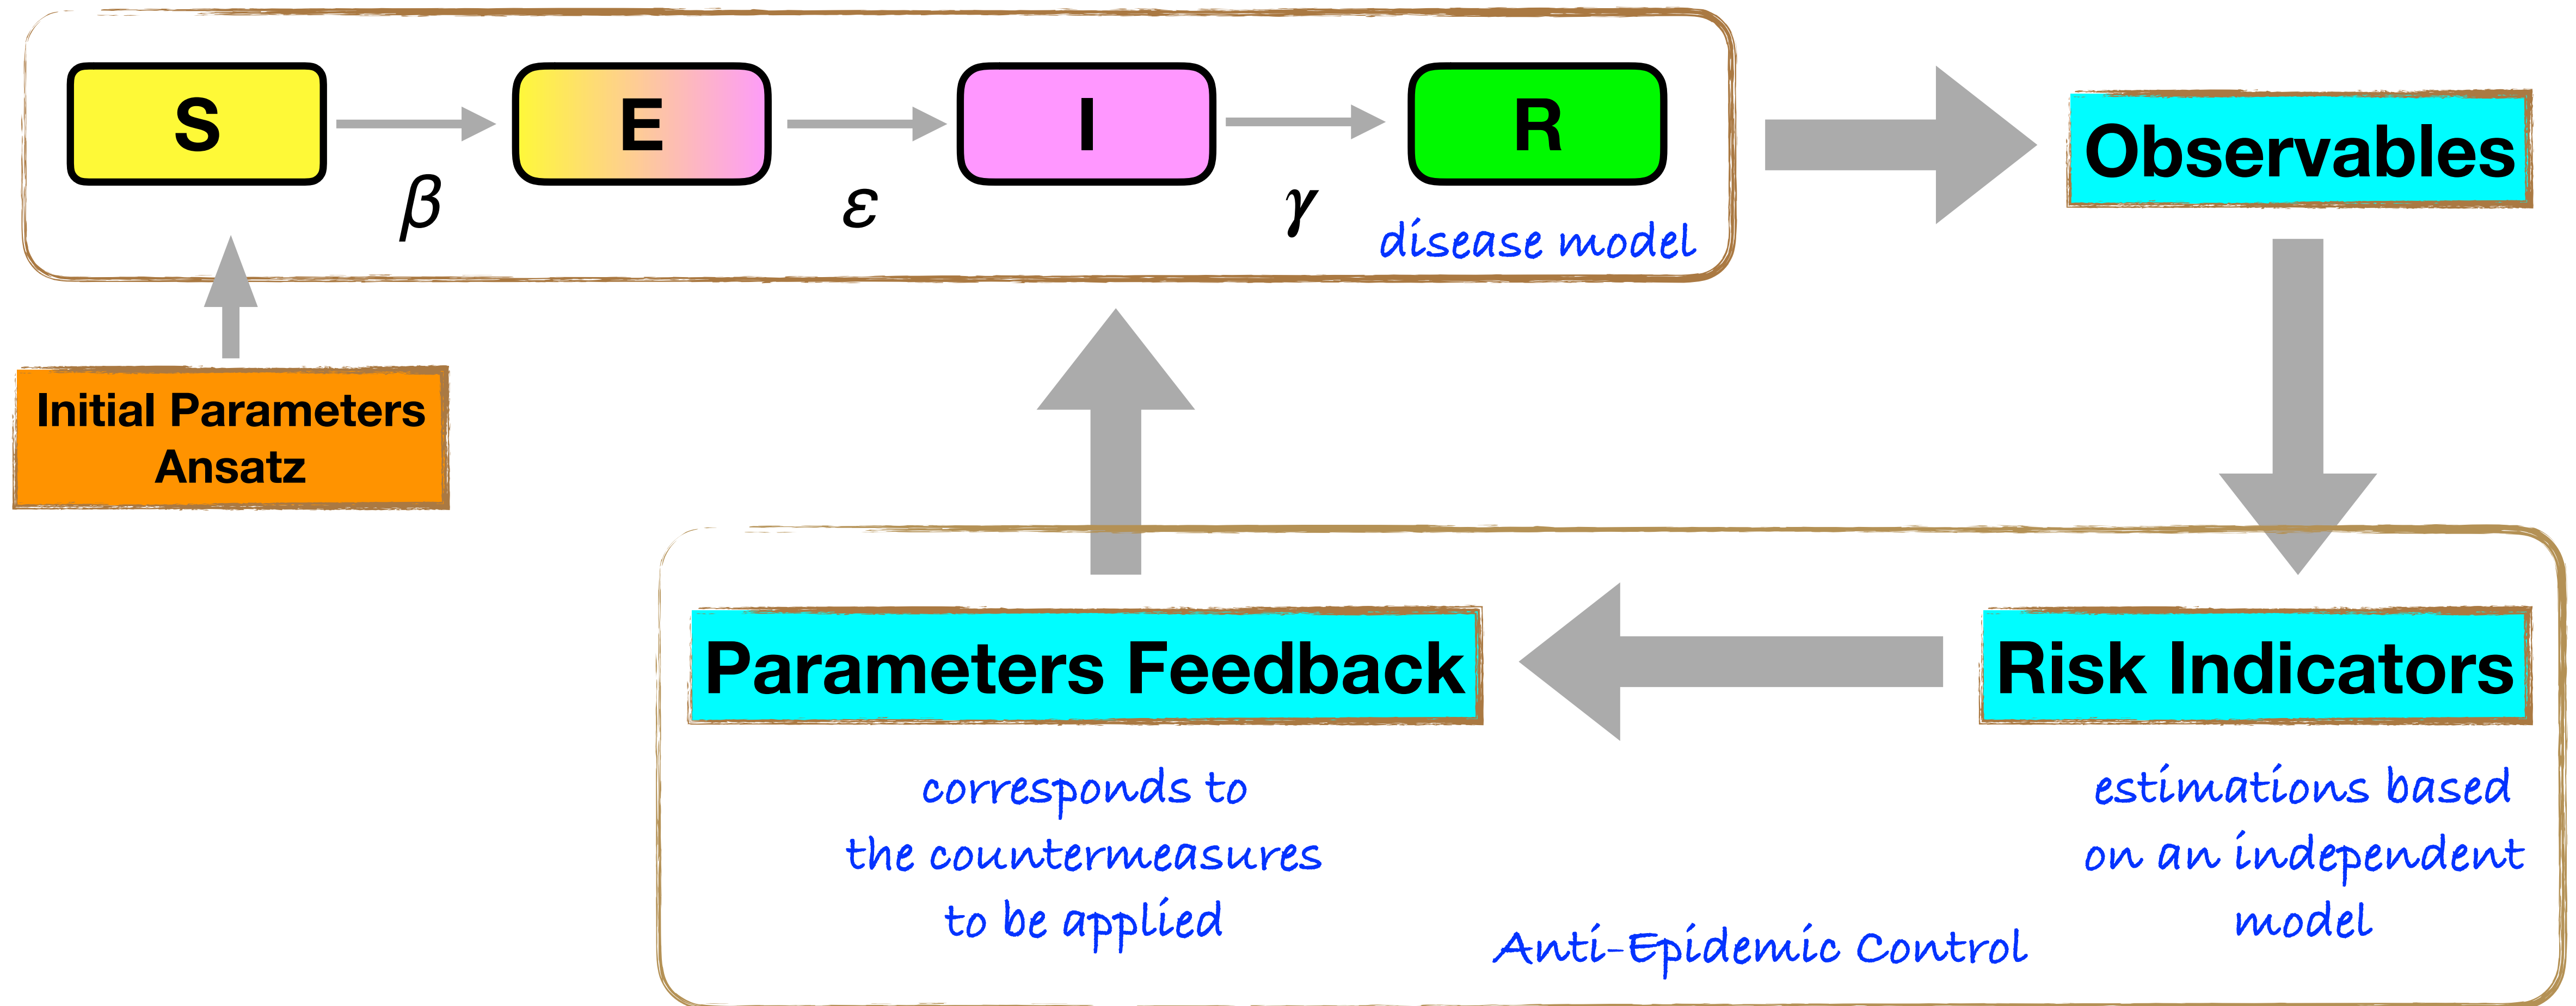 S
E
I
R
β
ε
γ
disease model
Observables
Initial Parameters
Ansatz
Parameters Feedback
Risk Indicators
corresponds to
the countermeasures
to be applied
estimations based
on an independent
model
Anti-Epidemic Control